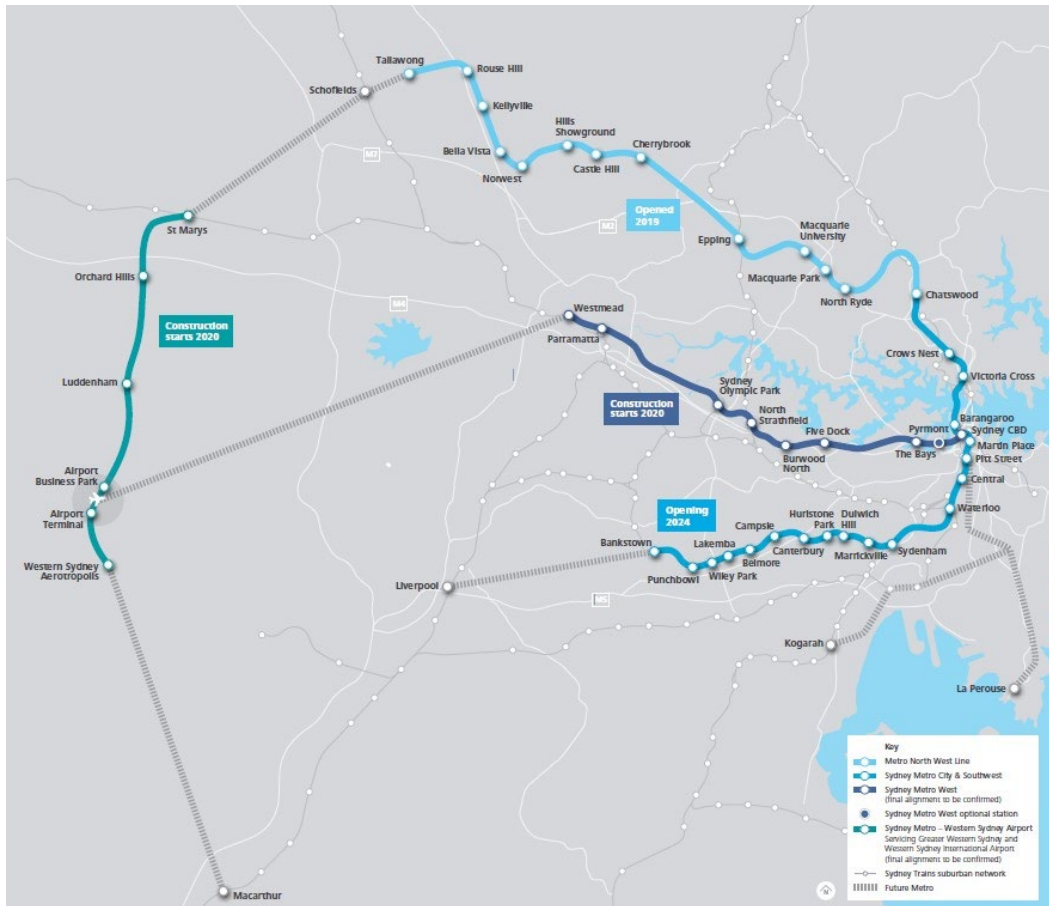 Tallawong
Rouse Hill
Schofields
Kellyville
Hills
Showground
Bella Vista
Cherrybrook
M7
Castle Hill
Norwest
Opened
2019
Macquarie
University
St Marys
M2
Epping
Macquarie Park
Orchard Hills
North Ryde
Chatswood
M4
Westmead
Construction
starts 2020
Parramatta
Crows Nest
Luddenham
Victoria Cross
Sydney
Olympic Park
Construction
starts 2020
North
Strathfield
Barangaroo
Five Dock
Pyrmont
Sydney CBD
Martin Place
The Bays
Burwood
North
Pitt Street
Airport
Business Park
Central
Airport
Terminal
Opening
2024
Waterloo
Hurlstone
Park
Dulwich
Hill
Campsie
Bankstown
Lakemba
Canterbury
Marrickville
Sydenham
Belmore
Wiley Park
Punchbowl
Western Sydney
Aerotropolis
Liverpool
M5
Kogarah
La Perouse
Macarthur
Key
Metro North West Line
Sydney Metro City & Southwest
Sydney Metro West
(final alignment to be confirmed)
Sydney Metro West optional station
Sydney Metro – Western Sydney Airport
Servicing Greater Western Sydney and
Western Sydney International Airport
(final alignment to be confirmed)
Sydney Trains suburban network
Future Metro
N